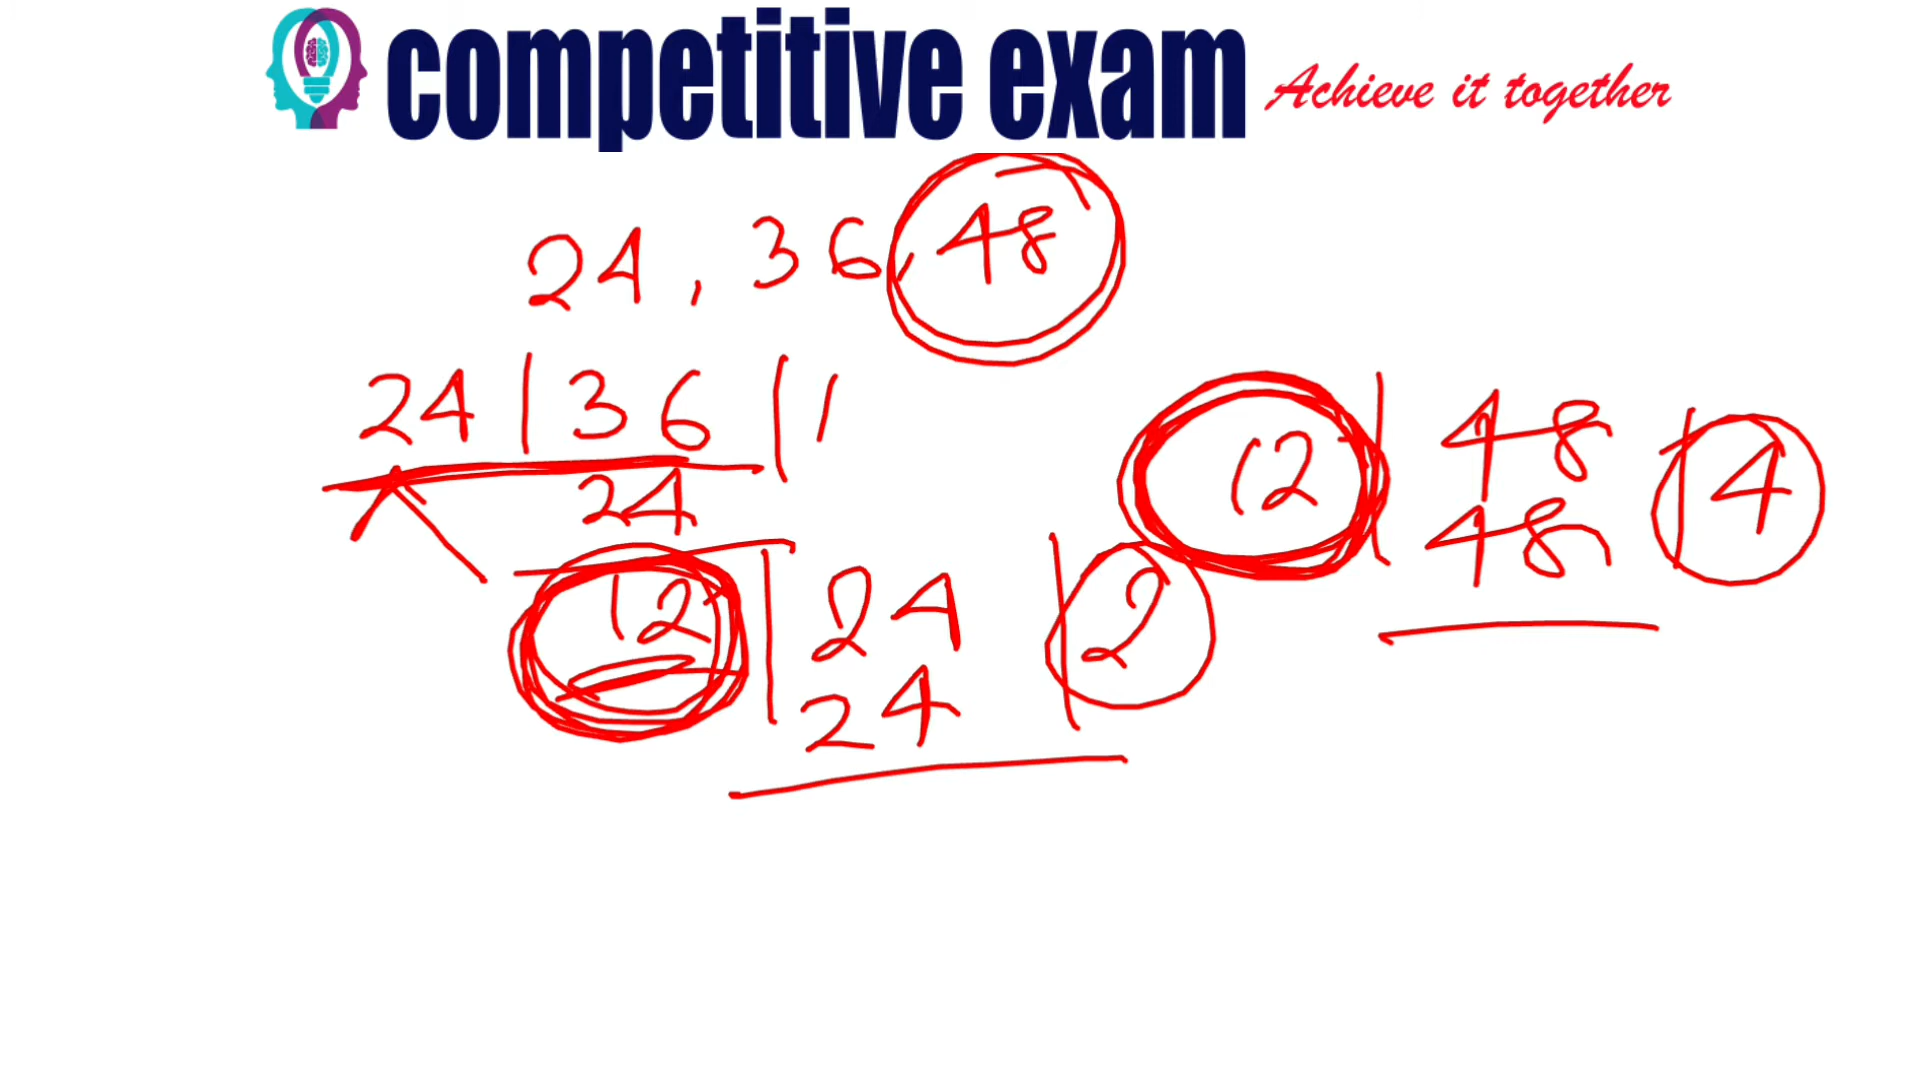 competitive exam Achieve it together
24, 36, 48
24 | 36 | 1
24
12 | 24 | 2
24
12 | 48 | 4
48